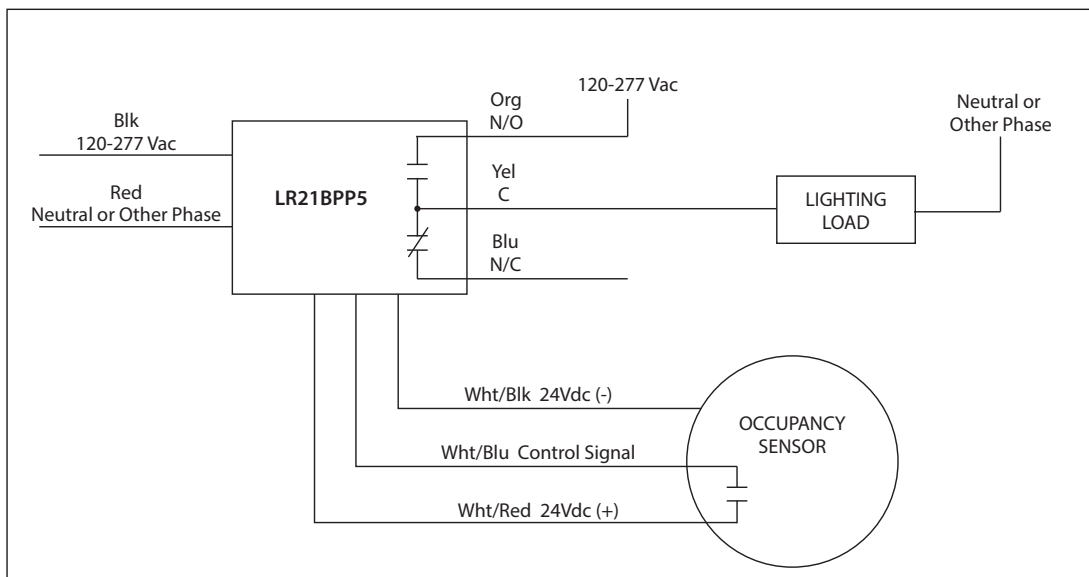 120-277 Vac
Org
N/O
Neutral or
Other Phase
Blk
120-277 Vac
Yel
C
Red
Neutral or Other Phase
LR21BPP5
LIGHTING
LOAD
Blu
N/C
Wht/Blk 24Vdc (-)
OCCUPANCY
SENSOR
Wht/Blu Control Signal
Wht/Red 24Vdc (+)